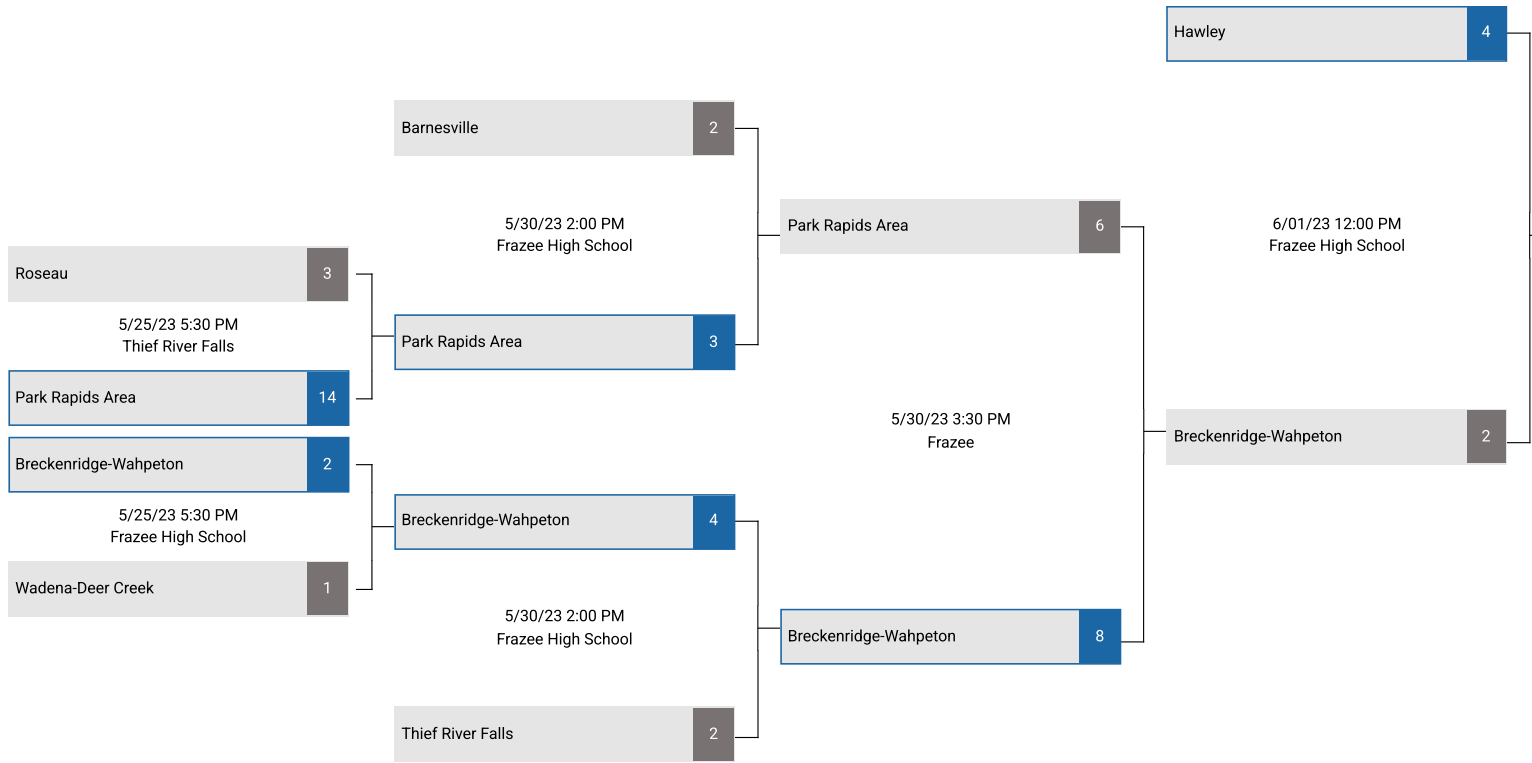 Roseau 3
5/25/23 5:30 PM
Thief River Falls
Park Rapids Area 14
Breckenridge-Wahpeton 2
5/25/23 5:30 PM
Frazee High School
Wadena-Deer Creek 1
Barnesville 2
5/30/23 2:00 PM
Frazee High School
Park Rapids Area 3
Breckenridge-Wahpeton 4
5/30/23 2:00 PM
Frazee High School
Thief River Falls 2
Park Rapids Area 6
5/30/23 3:30 PM
Frazee
Breckenridge-Wahpeton 8
Hawley 4
6/01/23 12:00 PM
Frazee High School
Breckenridge-Wahpeton 2